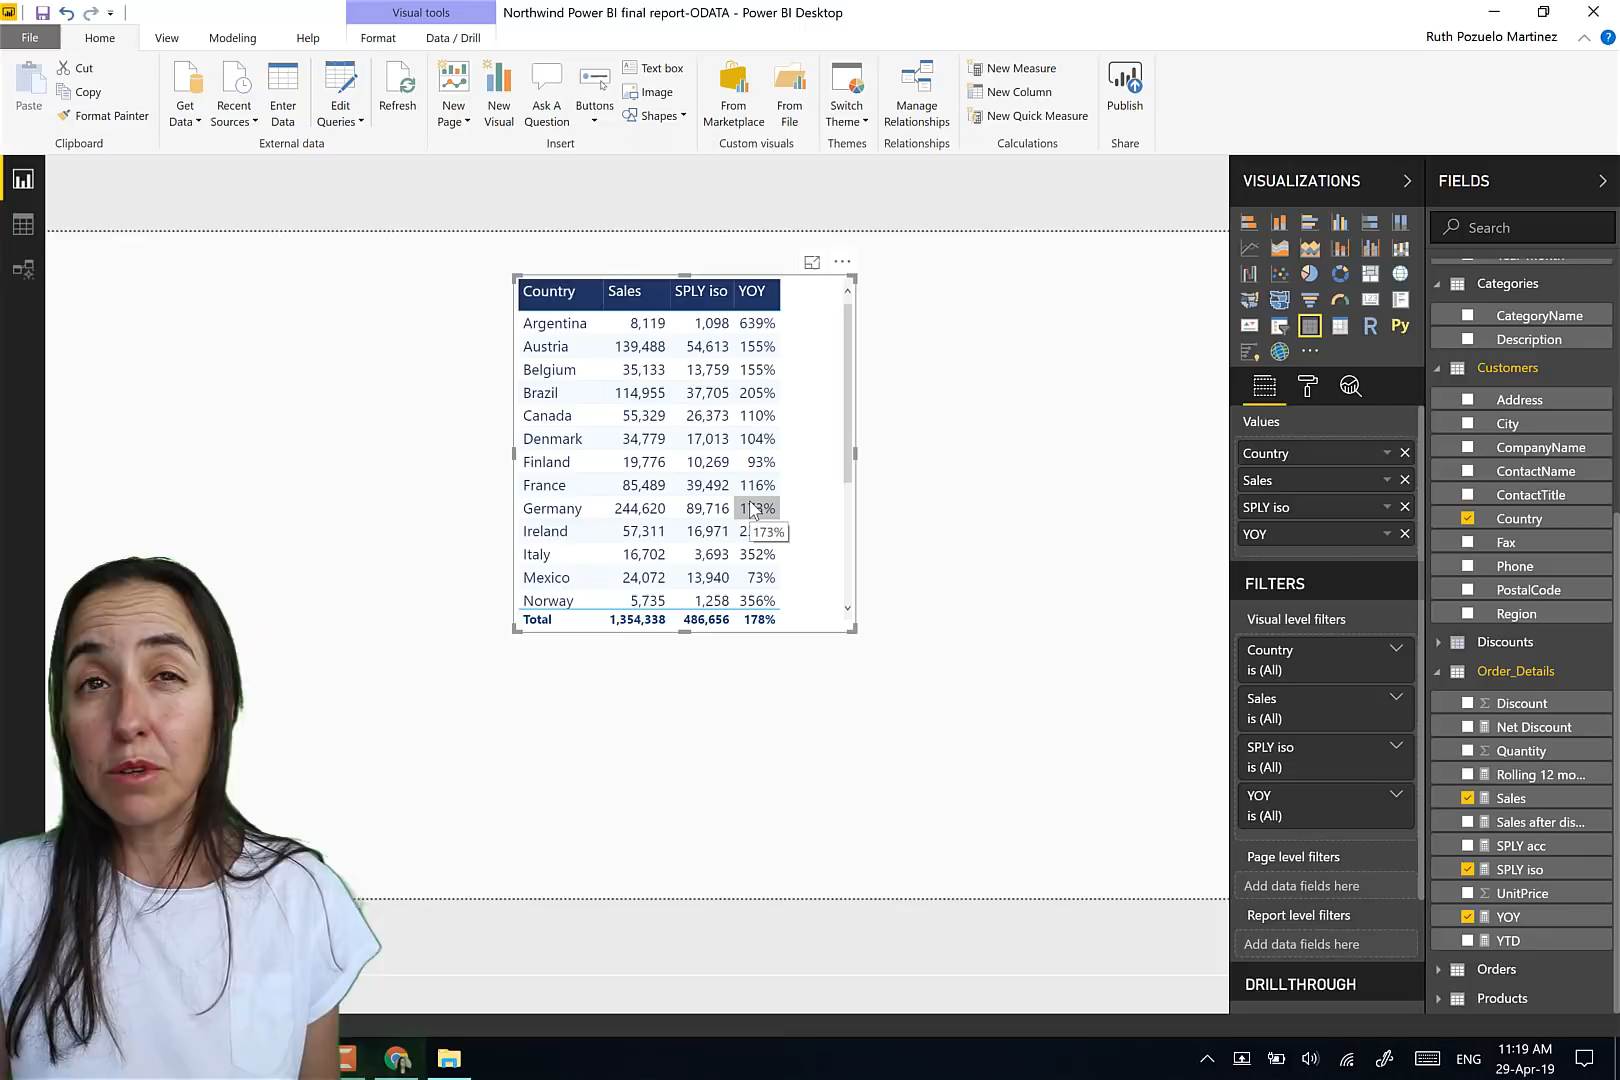 Visual tools
Northwind Power BI final report-ODATA - Power BI Desktop
File
Home
View
Modeling
Help
Format
Data / Drill
Ruth Pozuelo Martinez
Paste
Cut
Copy
Format Painter
Clipboard
Get Data
Recent Sources
Enter Data
Edit Queries
Refresh
External data
New Page
New Visual
Ask A Question
Buttons
Text box
Image
Shapes
Insert
From Marketplace
From File
Custom visuals
Switch Theme
Themes
Manage Relationships
Relationships
New Measure
New Column
New Quick Measure
Calculations
Publish
Share
Country Sales SPLY iso YOY
Argentina 8,119 1,098 639%
Austria 139,488 54,613 155%
Belgium 35,133 13,759 155%
Brazil 114,955 37,705 205%
Canada 55,329 26,373 110%
Denmark 34,779 17,013 104%
Finland 19,776 10,269 93%
France 85,489 39,492 116%
Germany 244,620 89,716
173%
Ireland 57,311 16,971
Italy 16,702 3,693 352%
Mexico 24,072 13,940 73%
Norway 5,735 1,258 356%
Total 1,354,338 486,656 178%
VISUALIZATIONS
R
Py
Values
Country
Sales
SPLY iso
YOY
FILTERS
Visual level filters
Country
is (All)
Sales
is (All)
SPLY iso
is (All)
YOY
is (All)
Page level filters
Add data fields here
Report level filters
Add data fields here
DRILLTHROUGH
FIELDS
Search
Categories
CategoryName
Description
Customers
Address
City
CompanyName
ContactName
ContactTitle
Country
Fax
Phone
PostalCode
Region
Discounts
Order_Details
Discount
Net Discount
Quantity
Rolling 12 mo...
Sales
Sales after dis...
SPLY acc
SPLY iso
UnitPrice
YOY
YTD
Orders
Products
ENG
11:19 AM
29-Apr-19